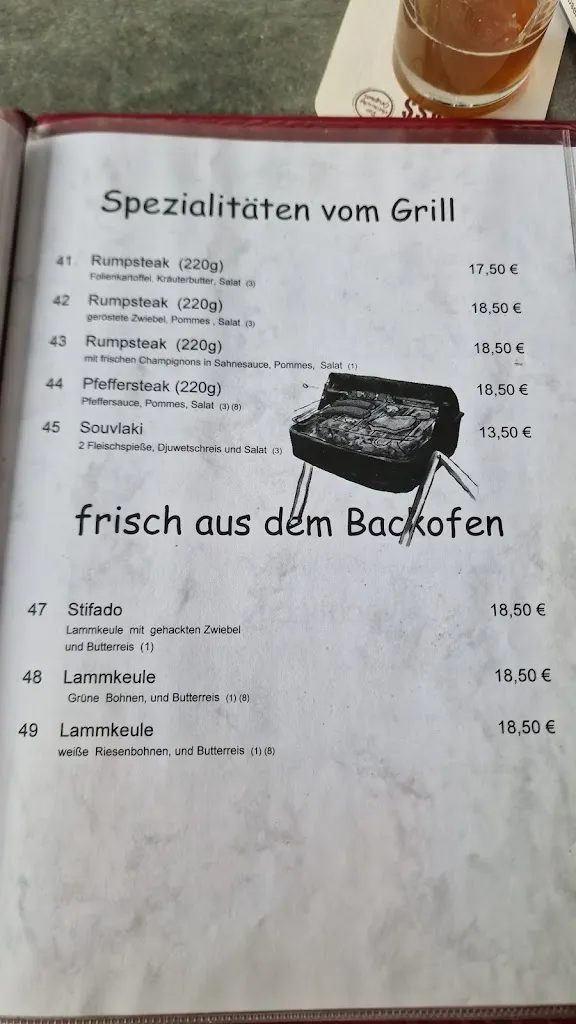 Spezialitäten vom Grill
41 Rumpsteak (220g) 17,50 €
Folienkartoffel, Kräuterbutter, Salat (3)
42 Rumpsteak (220g) 18,50 €
geröstete Zwiebel, Pommes , Salat (3)
43 Rumpsteak (220g) 18,50 €
mit frischen Champignons in Sahnesauce, Pommes, Salat (1)
44 Pfeffersteak (220g) 18,50 €
Pfeffersauce, Pommes, Salat (3) (8)
45 Souvlaki 13,50 €
2 Fleischspieße, Djuwetschreis und Salat (3)
frisch aus dem Backofen
47 Stifado 18,50 €
Lammkeule mit gehackten Zwiebel
und Butterreis (1)
48 Lammkeule 18,50 €
Grüne Bohnen, und Butterreis (1) (8)
49 Lammkeule 18,50 €
weiße Riesenbohnen, und Butterreis (1) (8)